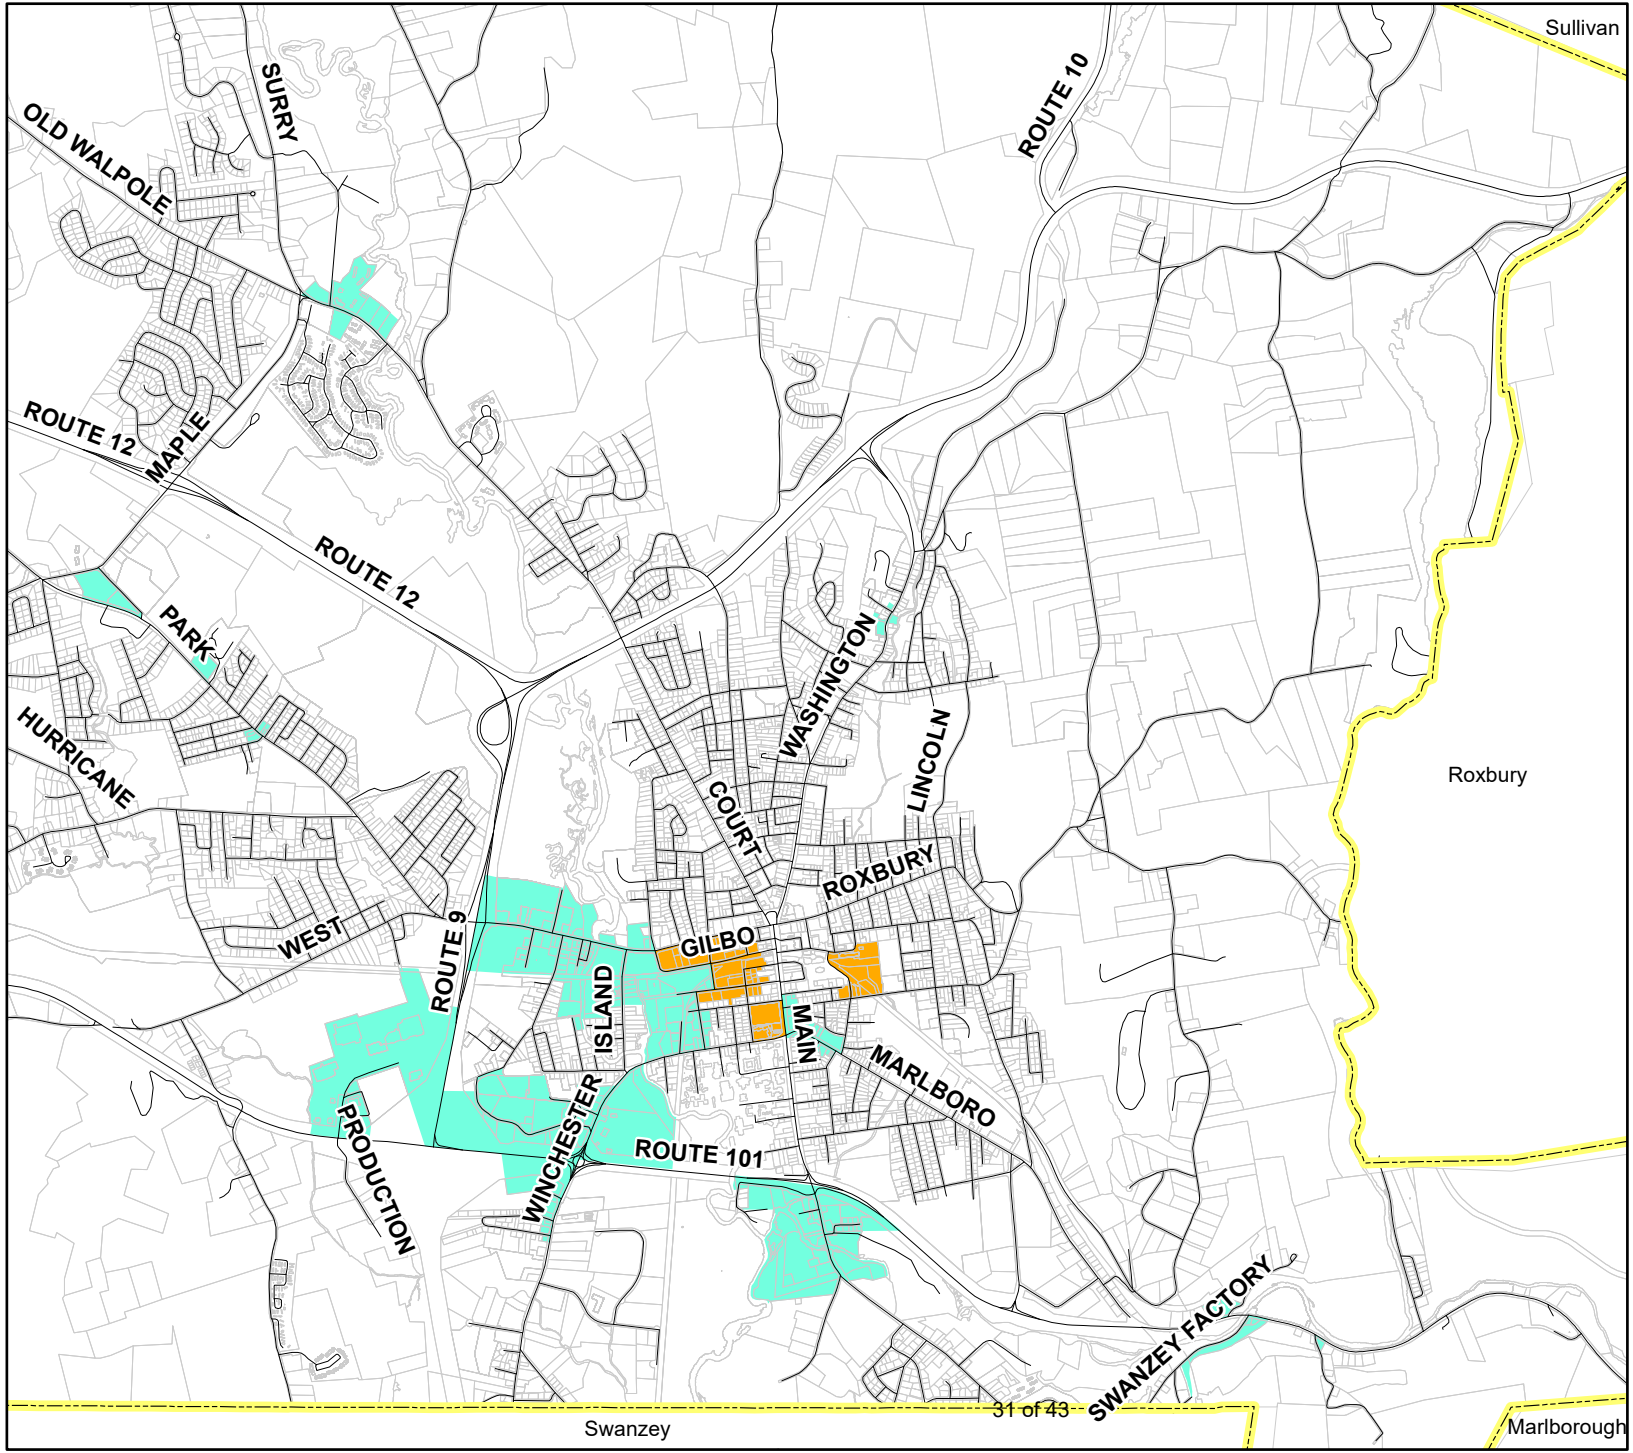 Sullivan
SURRY
ROUTE 10
OLD WALPOLE
ROUTE 12
MAPLE
ROUTE 12
PARK
WASHINGTON
HURRICANE
LINCOLN
COURT
Roxbury
ROXBURY
WEST
ROUTE 9
GILBO
ISLAND
MAIN
MARLBORO
PRODUCTION
WINCHESTER
ROUTE 101
SWANZEY FACTORY
31 of 43
Swanzey
Marlborough